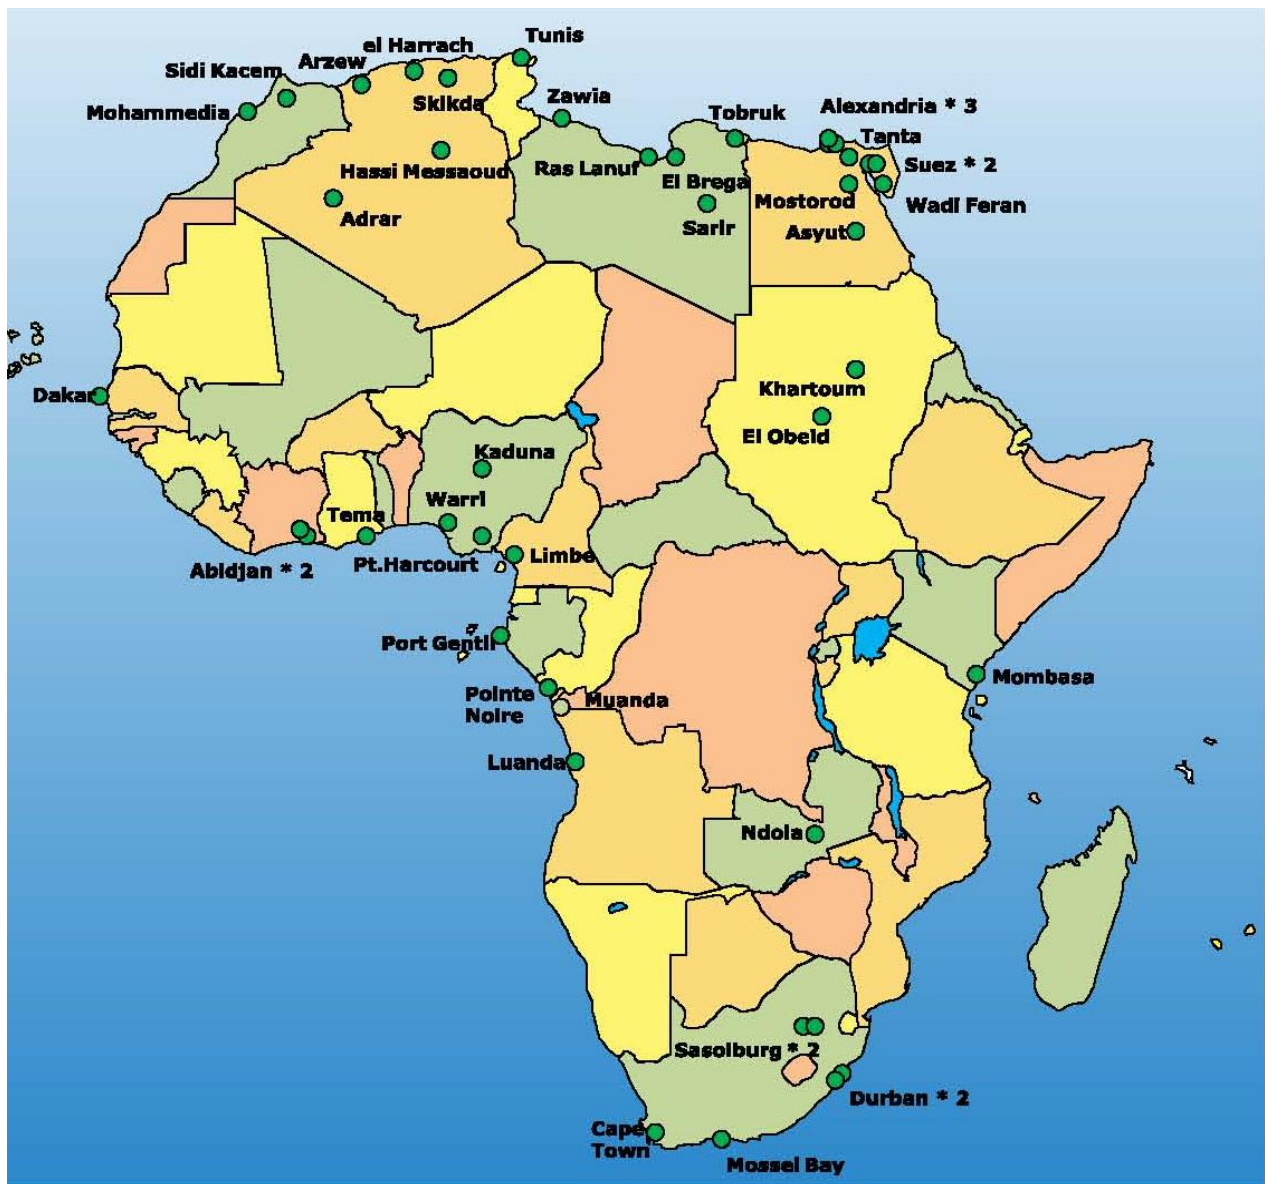 Tunis
el Harrach
Arzew
Sidi Kacem
Skikda
Mohammedia
Zawia
Tobruk
Alexandria * 3
Tanta
Suez * 2
Ras Lanuf
Hassi Messaoud
El Brega
Mostorod
Wadi Feran
Adrar
Sarir
Asyut
Khartoum
Dakar
El Obeid
Kaduna
Warri
Tema
Abidjan * 2
Pt.Harcourt
Limbe
Port Gentil
Mombasa
Pointe
Noire
Muanda
Luanda
Ndola
Sasolburg * 2
Durban * 2
Cape
Town
Mossel Bay